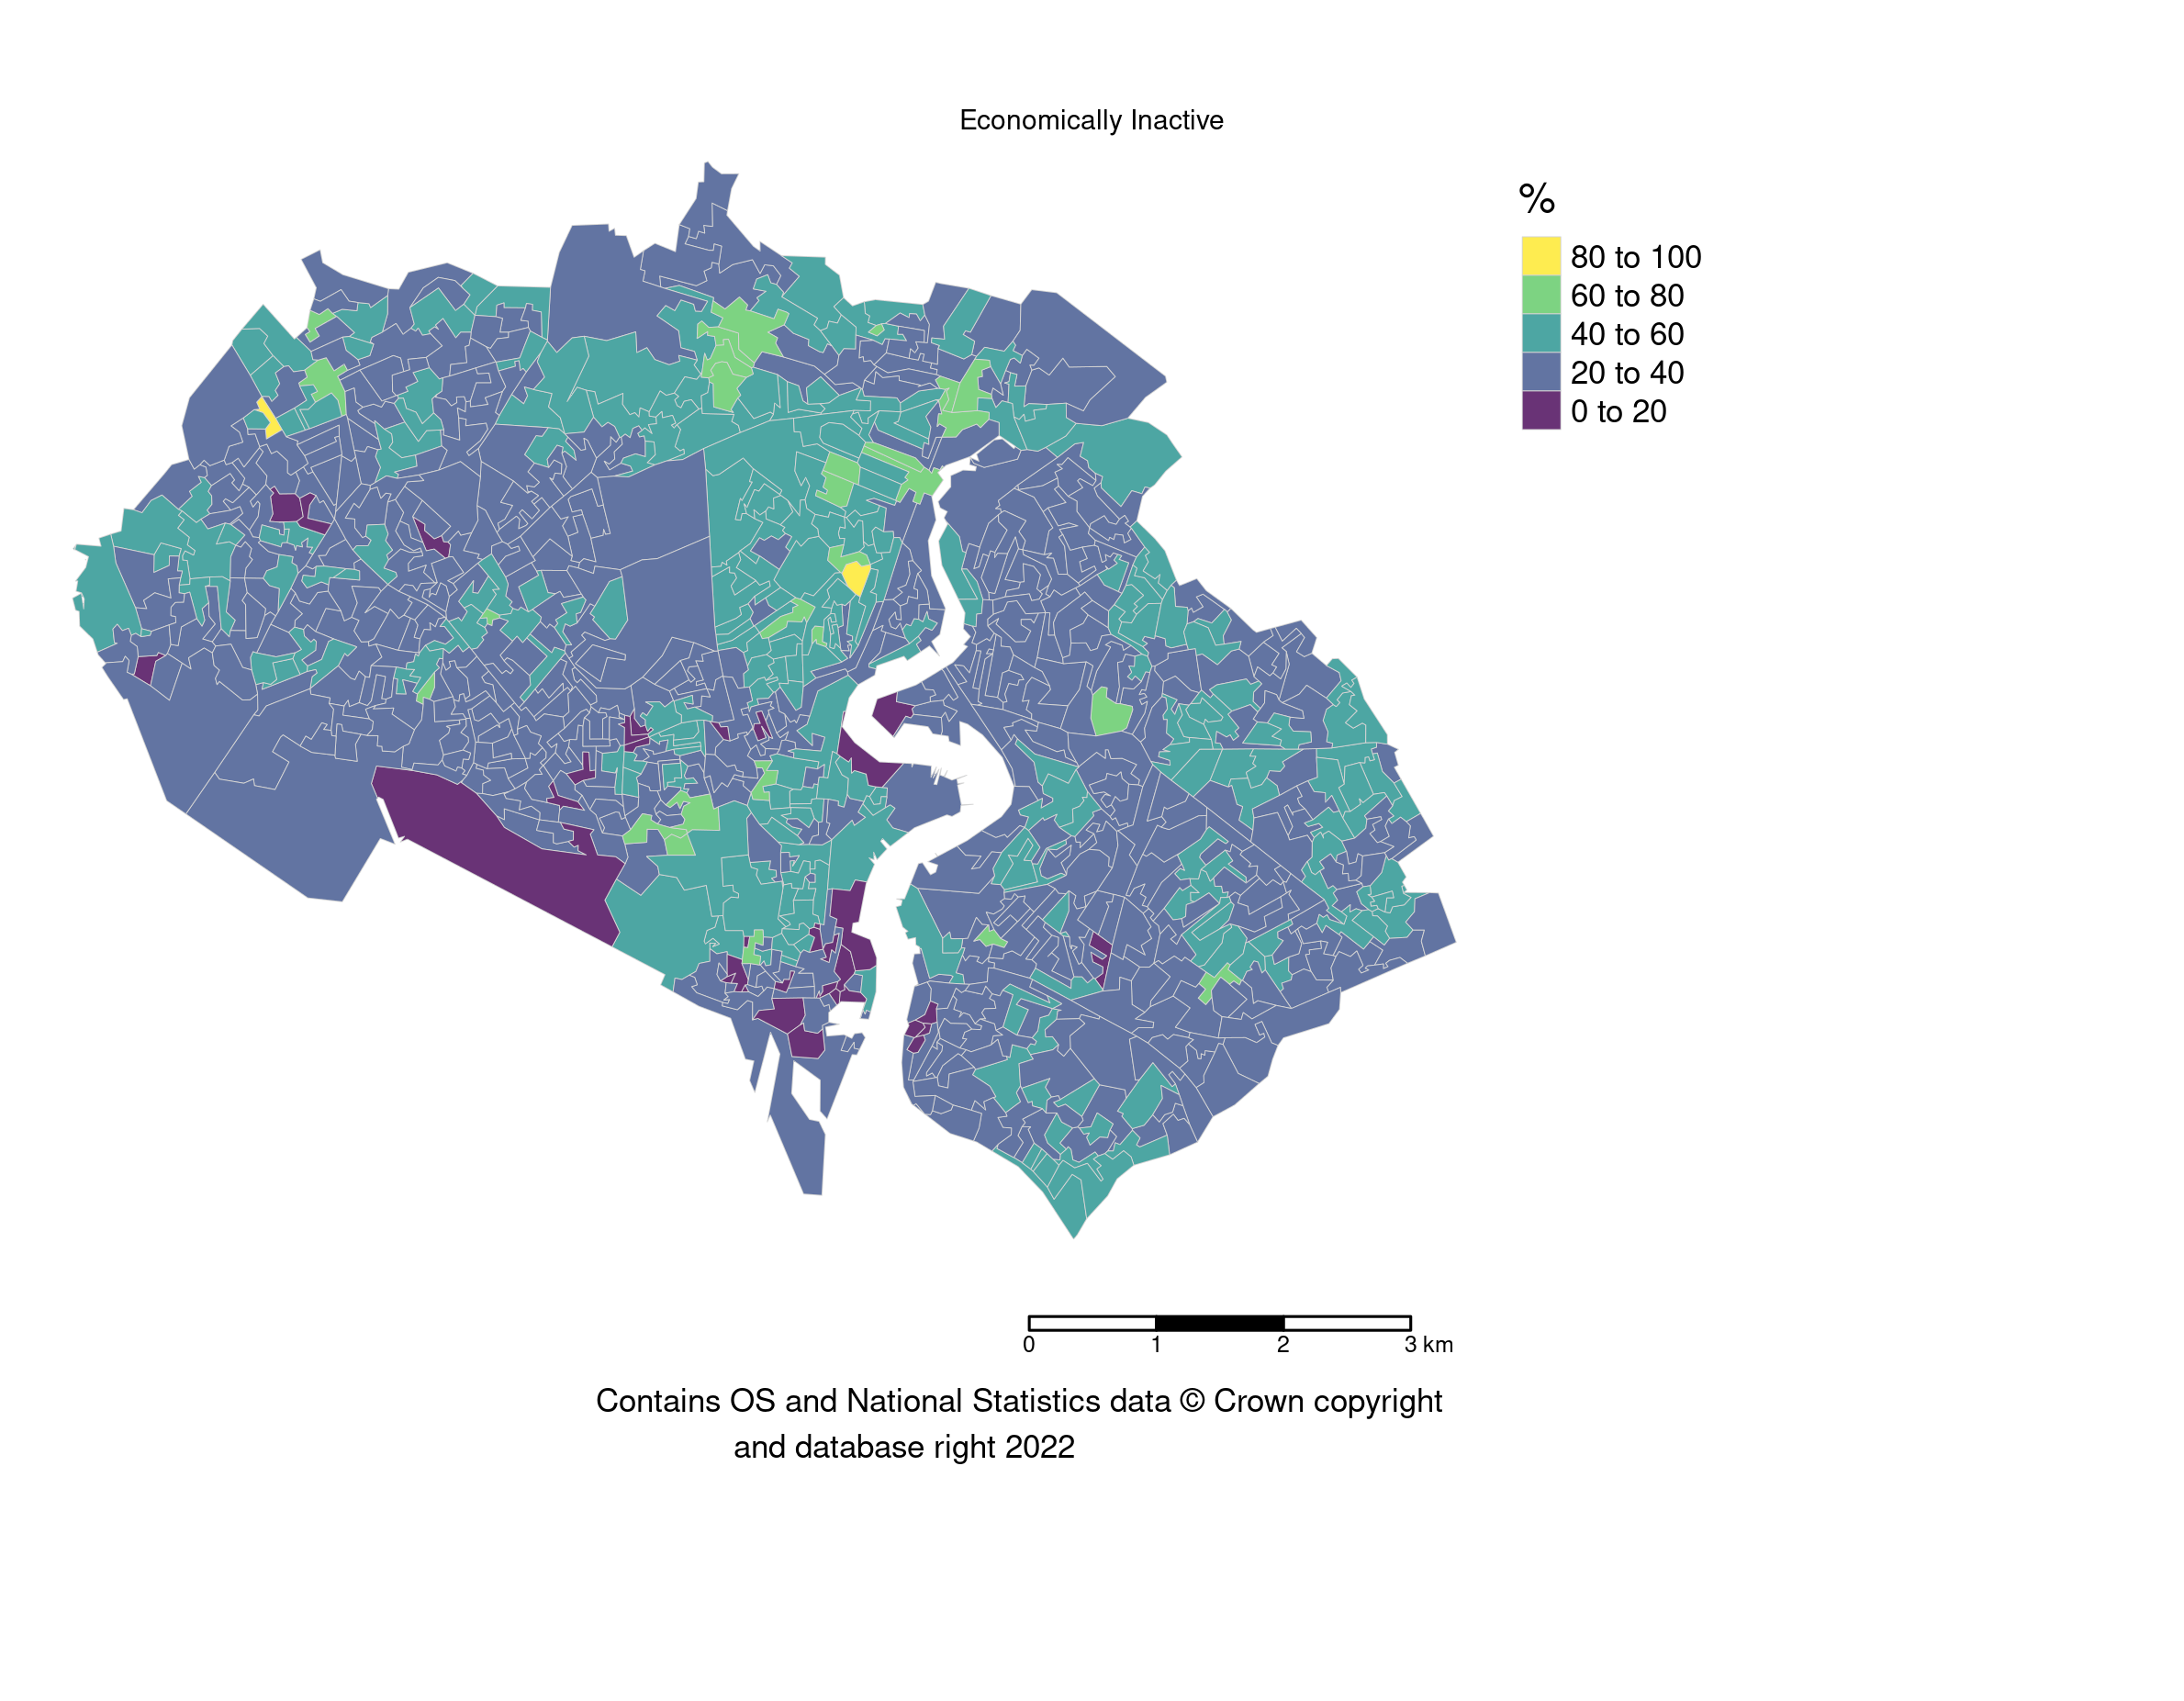 Economically Inactive
%
80 to 100
60 to 80
40 to 60
20 to 40
0 to 20
0 1 2 3 km
Contains OS and National Statistics data © Crown copyright
and database right 2022